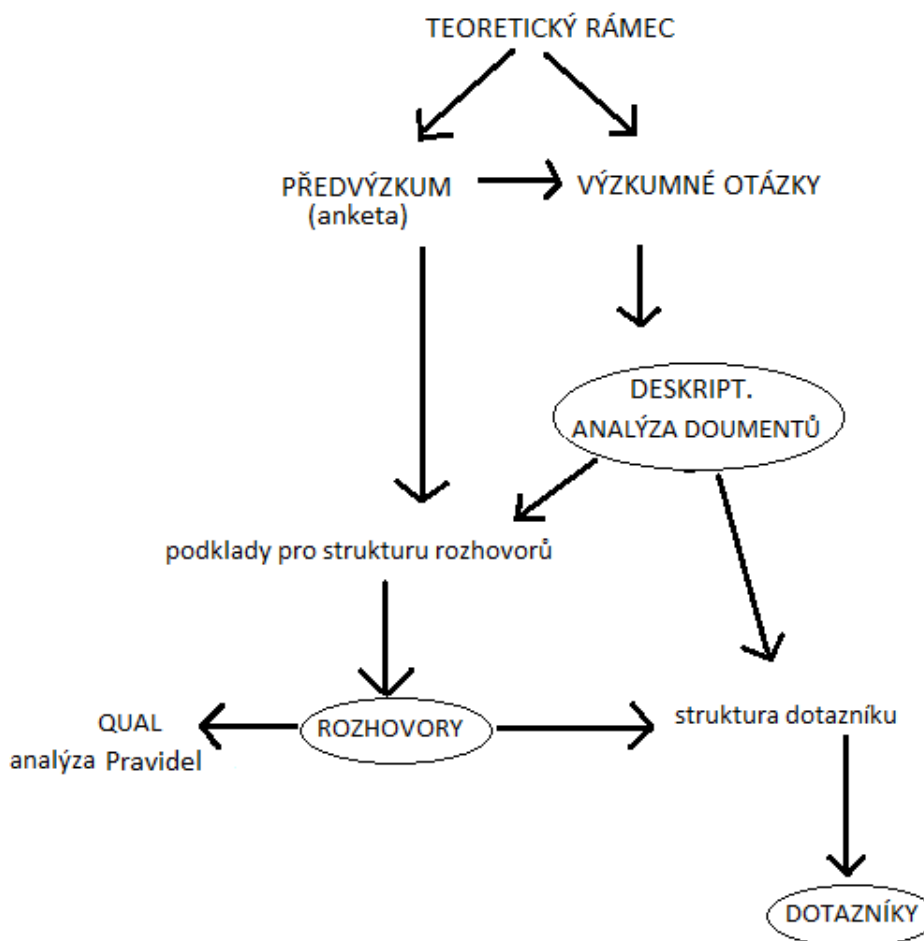 TEORETICKÝ RÁMEC
PŘEDVÝZKUM
(anketa)
VÝZKUMNÉ OTÁZKY
DESKRIPT.
ANALÝZA DOUMENTŮ
podklady pro strukturu rozhovorů
QUAL
analýza Pravidel
ROZHOVORY
struktura dotazníku
DOTAZNÍKY